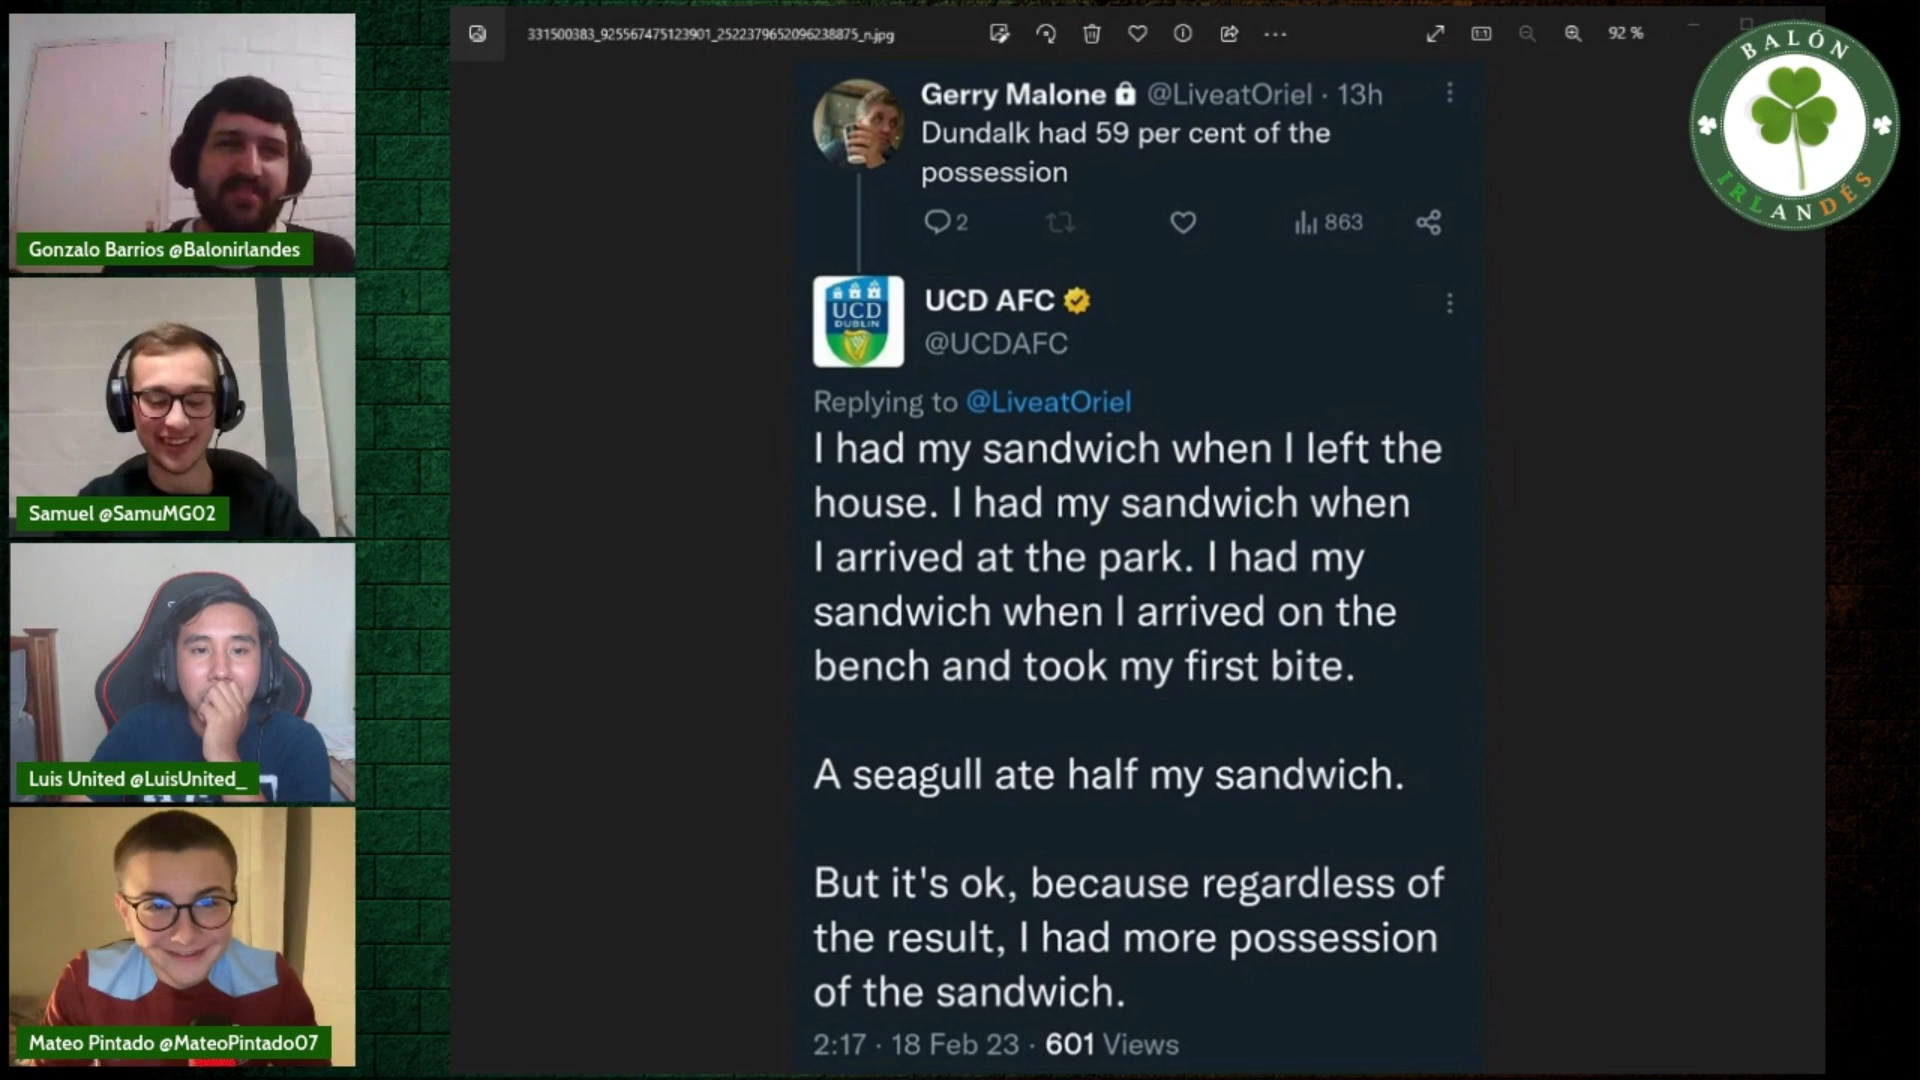 331500383_925567475123901_2522379652096238875_n.jpg
92 %
BALÓN
IRLANDÉS
Gerry Malone @LiveatOriel · 13h
Dundalk had 59 per cent of the
possession
2
863
UCD
DUBLIN
UCD AFC
@UCDAFC
Replying to @LiveatOriel
I had my sandwich when I left the
house. I had my sandwich when
I arrived at the park. I had my
sandwich when I arrived on the
bench and took my first bite.
A seagull ate half my sandwich.
But it's ok, because regardless of
the result, I had more possession
of the sandwich.
2:17 · 18 Feb 23 · 601 Views
Gonzalo Barrios @Balonirlandes
Samuel @SamuMG02
Luis United @LuisUnited_
Mateo Pintado @MateoPintado07